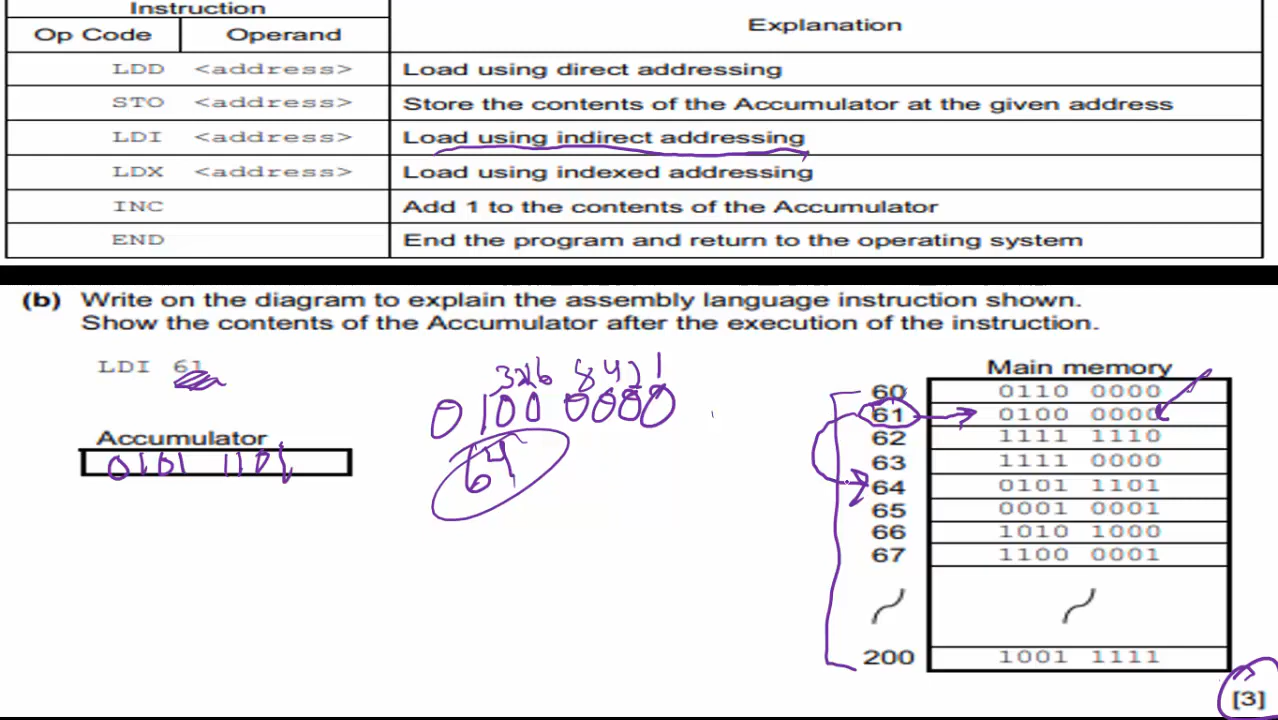 Instruction
Explanation
Op Code Operand
LDD <address> Load using direct addressing
STO <address> Store the contents of the Accumulator at the given address
LDI <address> Load using indirect addressing
LDX <address> Load using indexed addressing
INC Add 1 to the contents of the Accumulator
END End the program and return to the operating system
(b) Write on the diagram to explain the assembly language instruction shown.
Show the contents of the Accumulator after the execution of the instruction.
LDI 61
32 16 8 4 2 1
0100 0000
64
Accumulator
0101 1101
Main memory
60 0110 0000
61 0100 0000
62 1111 1110
63 1111 0000
64 0101 1101
65 0001 0001
66 1010 1000
67 1100 0001
200 1001 1111
[3]